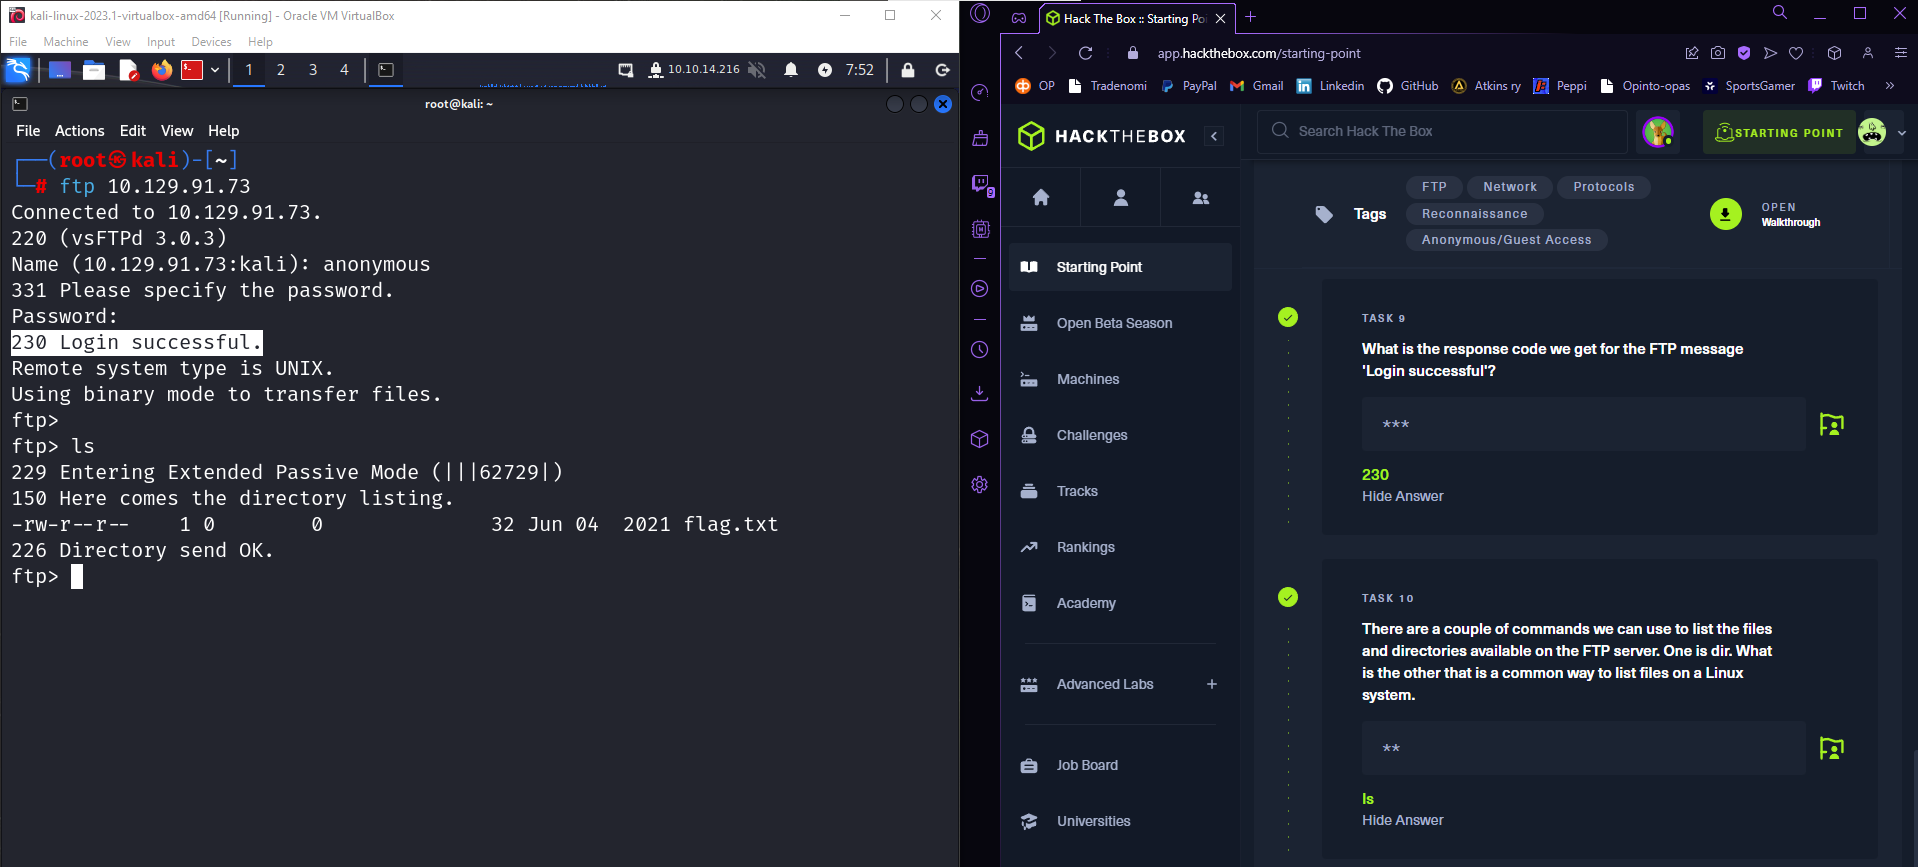 kali-linux-2023.1-virtualbox-amd64 [Running] - Oracle VM VirtualBox
File Machine View Input Devices Help
1 2 3 4
10.10.14.216
7:52
root@kali: ~
File Actions Edit View Help
┌──(root㉿kali)-[~]
└─# ftp 10.129.91.73
Connected to 10.129.91.73.
220 (vsFTPd 3.0.3)
Name (10.129.91.73:kali): anonymous
331 Please specify the password.
Password:
230 Login successful.
Remote system type is UNIX.
Using binary mode to transfer files.
ftp>
ftp> ls
229 Entering Extended Passive Mode (|||62729|)
150 Here comes the directory listing.
-rw-r--r--    1 0        0              32 Jun 04  2021 flag.txt
226 Directory send OK.
ftp>
Hack The Box :: Starting Po
app.hackthebox.com/starting-point
OP Tradenomi PayPal Gmail Linkedin GitHub Atkins ry Peppi Opinto-opas SportsGamer Twitch »
HACKTHEBOX
Search Hack The Box
STARTING POINT
Starting Point
Open Beta Season
Machines
Challenges
Tracks
Rankings
Academy
Advanced Labs +
Job Board
Universities
Tags
FTP Network Protocols
Reconnaissance
Anonymous/Guest Access
OPEN
Walkthrough
TASK 9
What is the response code we get for the FTP message
'Login successful'?
***
230
Hide Answer
TASK 10
There are a couple of commands we can use to list the files
and directories available on the FTP server. One is dir. What
is the other that is a common way to list files on a Linux
system.
**
ls
Hide Answer